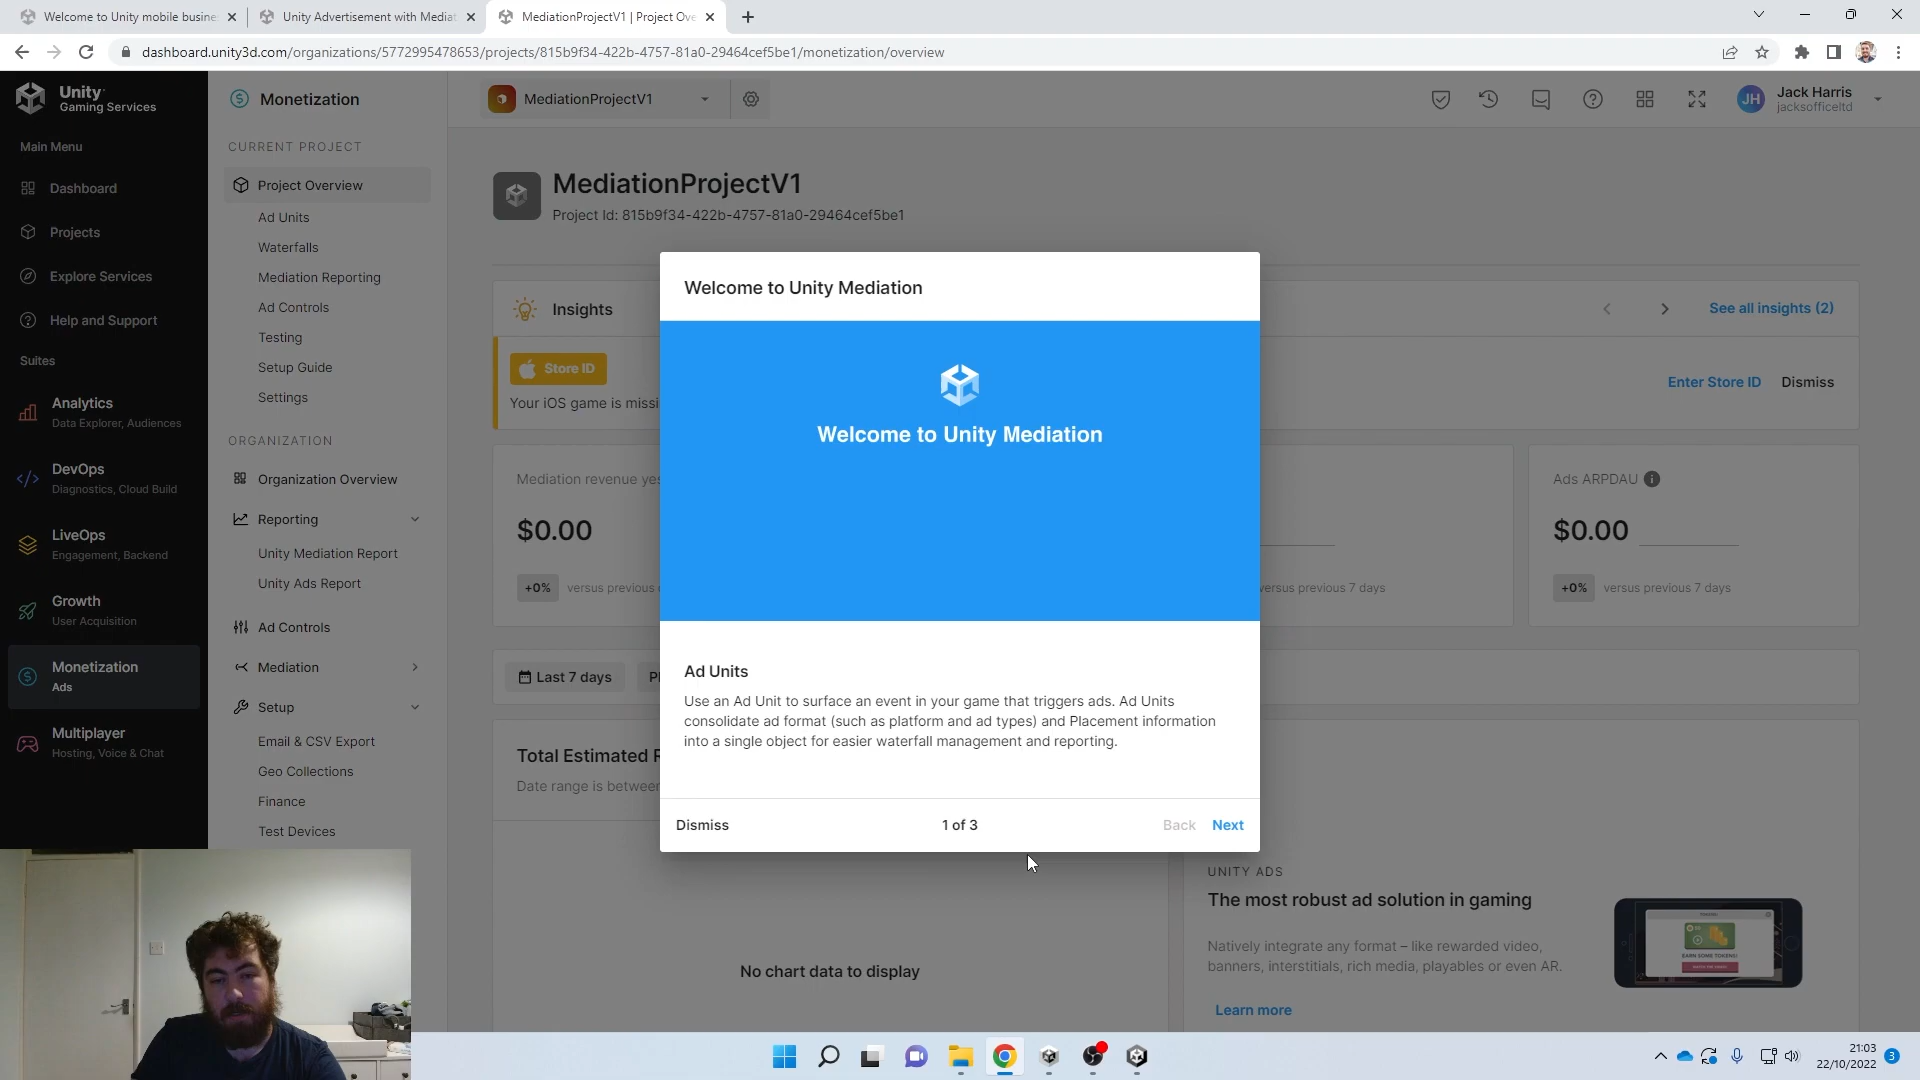 Welcome to Unity mobile busine
Unity Advertisement with Mediat
MediationProjectV1 | Project Ove
dashboard.unity3d.com/organizations/5772995478653/projects/815b9f34-422b-4757-81a0-29464cef5be1/monetization/overview
Unity
Gaming Services
Main Menu
Dashboard
Projects
Explore Services
Help and Support
Suites
Analytics
Data Explorer, Audiences
DevOps
Diagnostics, Cloud Build
LiveOps
Engagement, Backend
Growth
User Acquisition
Monetization
Ads
Multiplayer
Hosting, Voice & Chat
Monetization
CURRENT PROJECT
Project Overview
Ad Units
Waterfalls
Mediation Reporting
Ad Controls
Testing
Setup Guide
Settings
ORGANIZATION
Organization Overview
Reporting
Unity Mediation Report
Unity Ads Report
Ad Controls
Mediation
Setup
Email & CSV Export
Geo Collections
Finance
Test Devices
MediationProjectV1
JH
Jack Harris
jacksofficeltd
MediationProjectV1
Project Id: 815b9f34-422b-4757-81a0-29464cef5be1
Insights
See all insights (2)
Store ID
Your iOS game is missi
Enter Store ID
Dismiss
Mediation revenue yes
$0.00
+0%
versus previous
versus previous 7 days
Ads ARPDAU
$0.00
+0%
versus previous 7 days
Last 7 days
Pl
Total Estimated R
Date range is between
No chart data to display
UNITY ADS
The most robust ad solution in gaming
Natively integrate any format – like rewarded video,
banners, interstitials, rich media, playables or even AR.
Learn more
EARN SOME TOKENS!
Welcome to Unity Mediation
Welcome to Unity Mediation
Ad Units
Use an Ad Unit to surface an event in your game that triggers ads. Ad Units
consolidate ad format (such as platform and ad types) and Placement information
into a single object for easier waterfall management and reporting.
Dismiss
1 of 3
Back
Next
21:03
22/10/2022
3